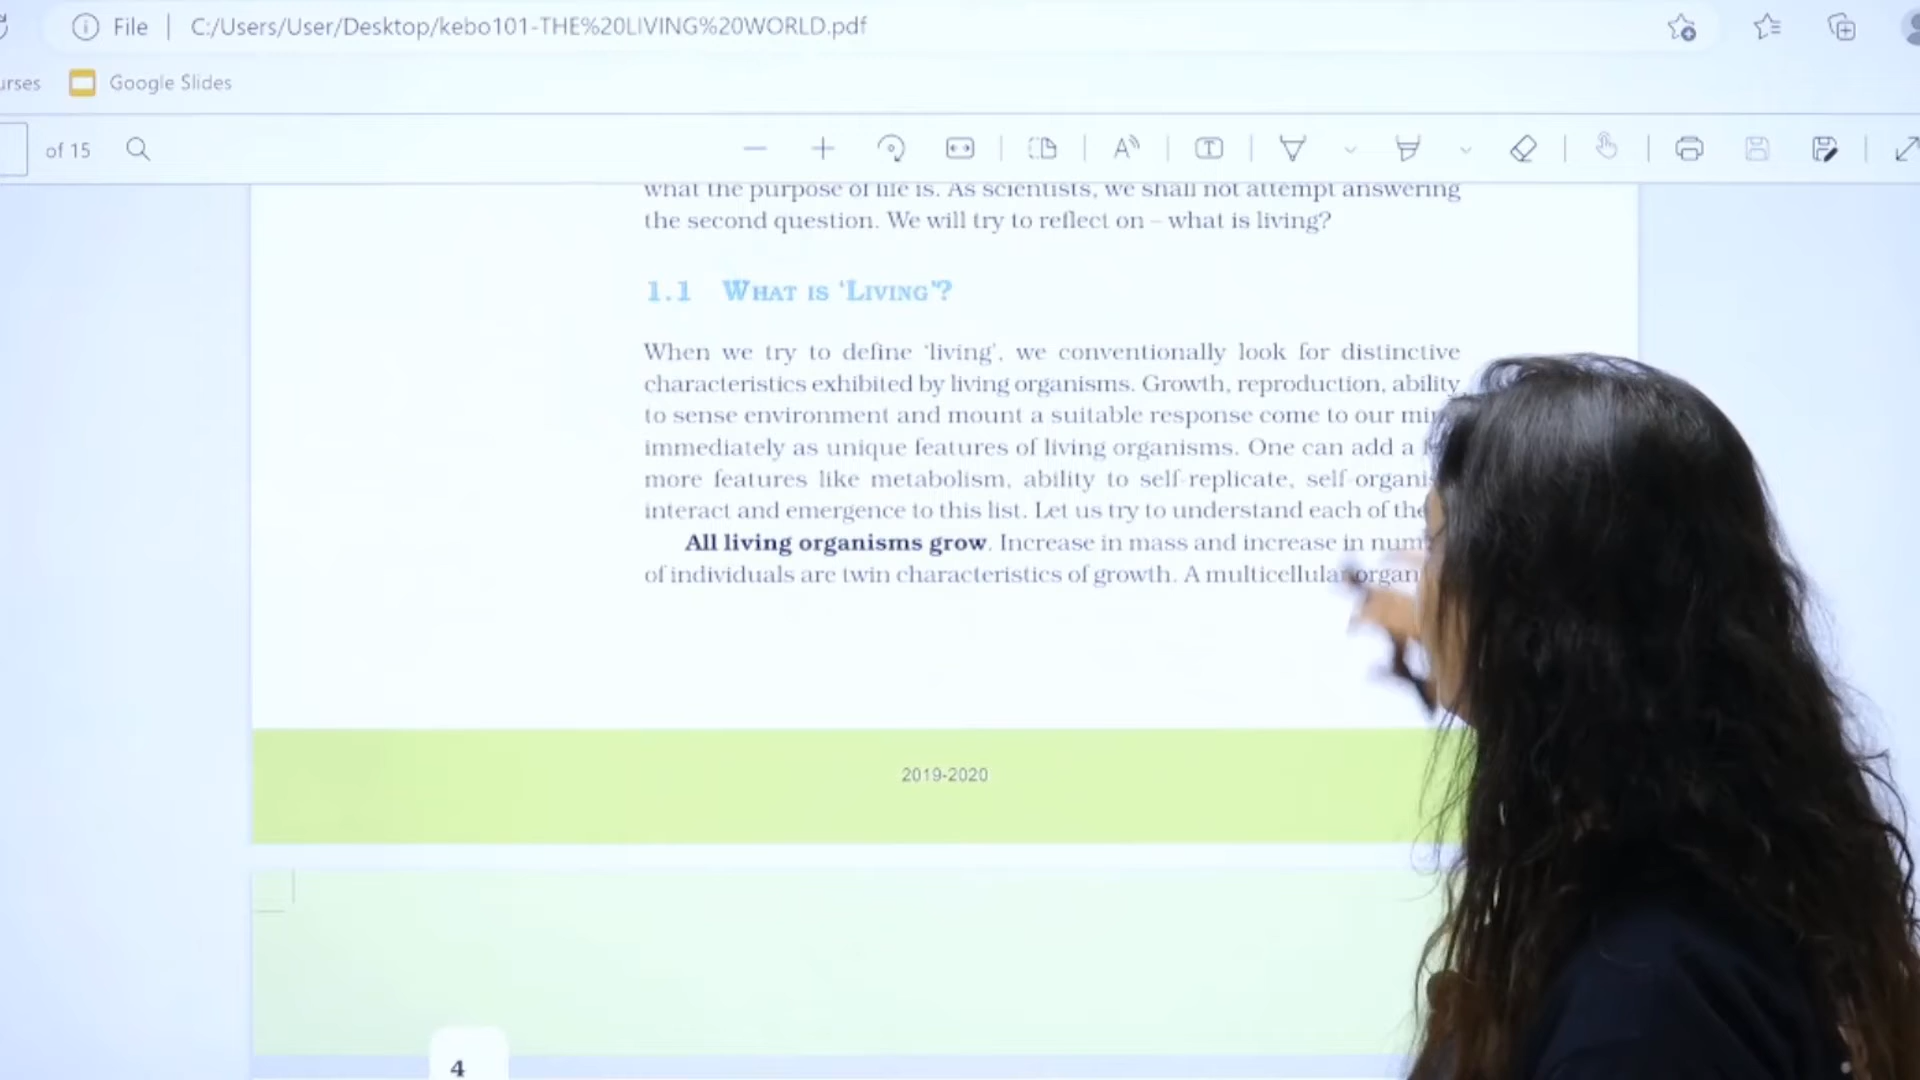 File | C:/Users/User/Desktop/kebo101-THE%20LIVING%20WORLD.pdf
Google Slides
of 15
what the purpose of life is. As scientists, we shall not attempt answering
the second question. We will try to reflect on – what is living?
1.1 WHAT IS ‘LIVING’?
When we try to define ‘living’, we conventionally look for distinctive
characteristics exhibited by living organisms. Growth, reproduction, ability
to sense environment and mount a suitable response come to our
immediately as unique features of living organisms. One can add a
more features like metabolism, ability to self-replicate, self-organis
interact and emergence to this list. Let us try to understand each of
All living organisms grow. Increase in mass and increase in num
of individuals are twin characteristics of growth. A multicellular organ
2019-2020
4